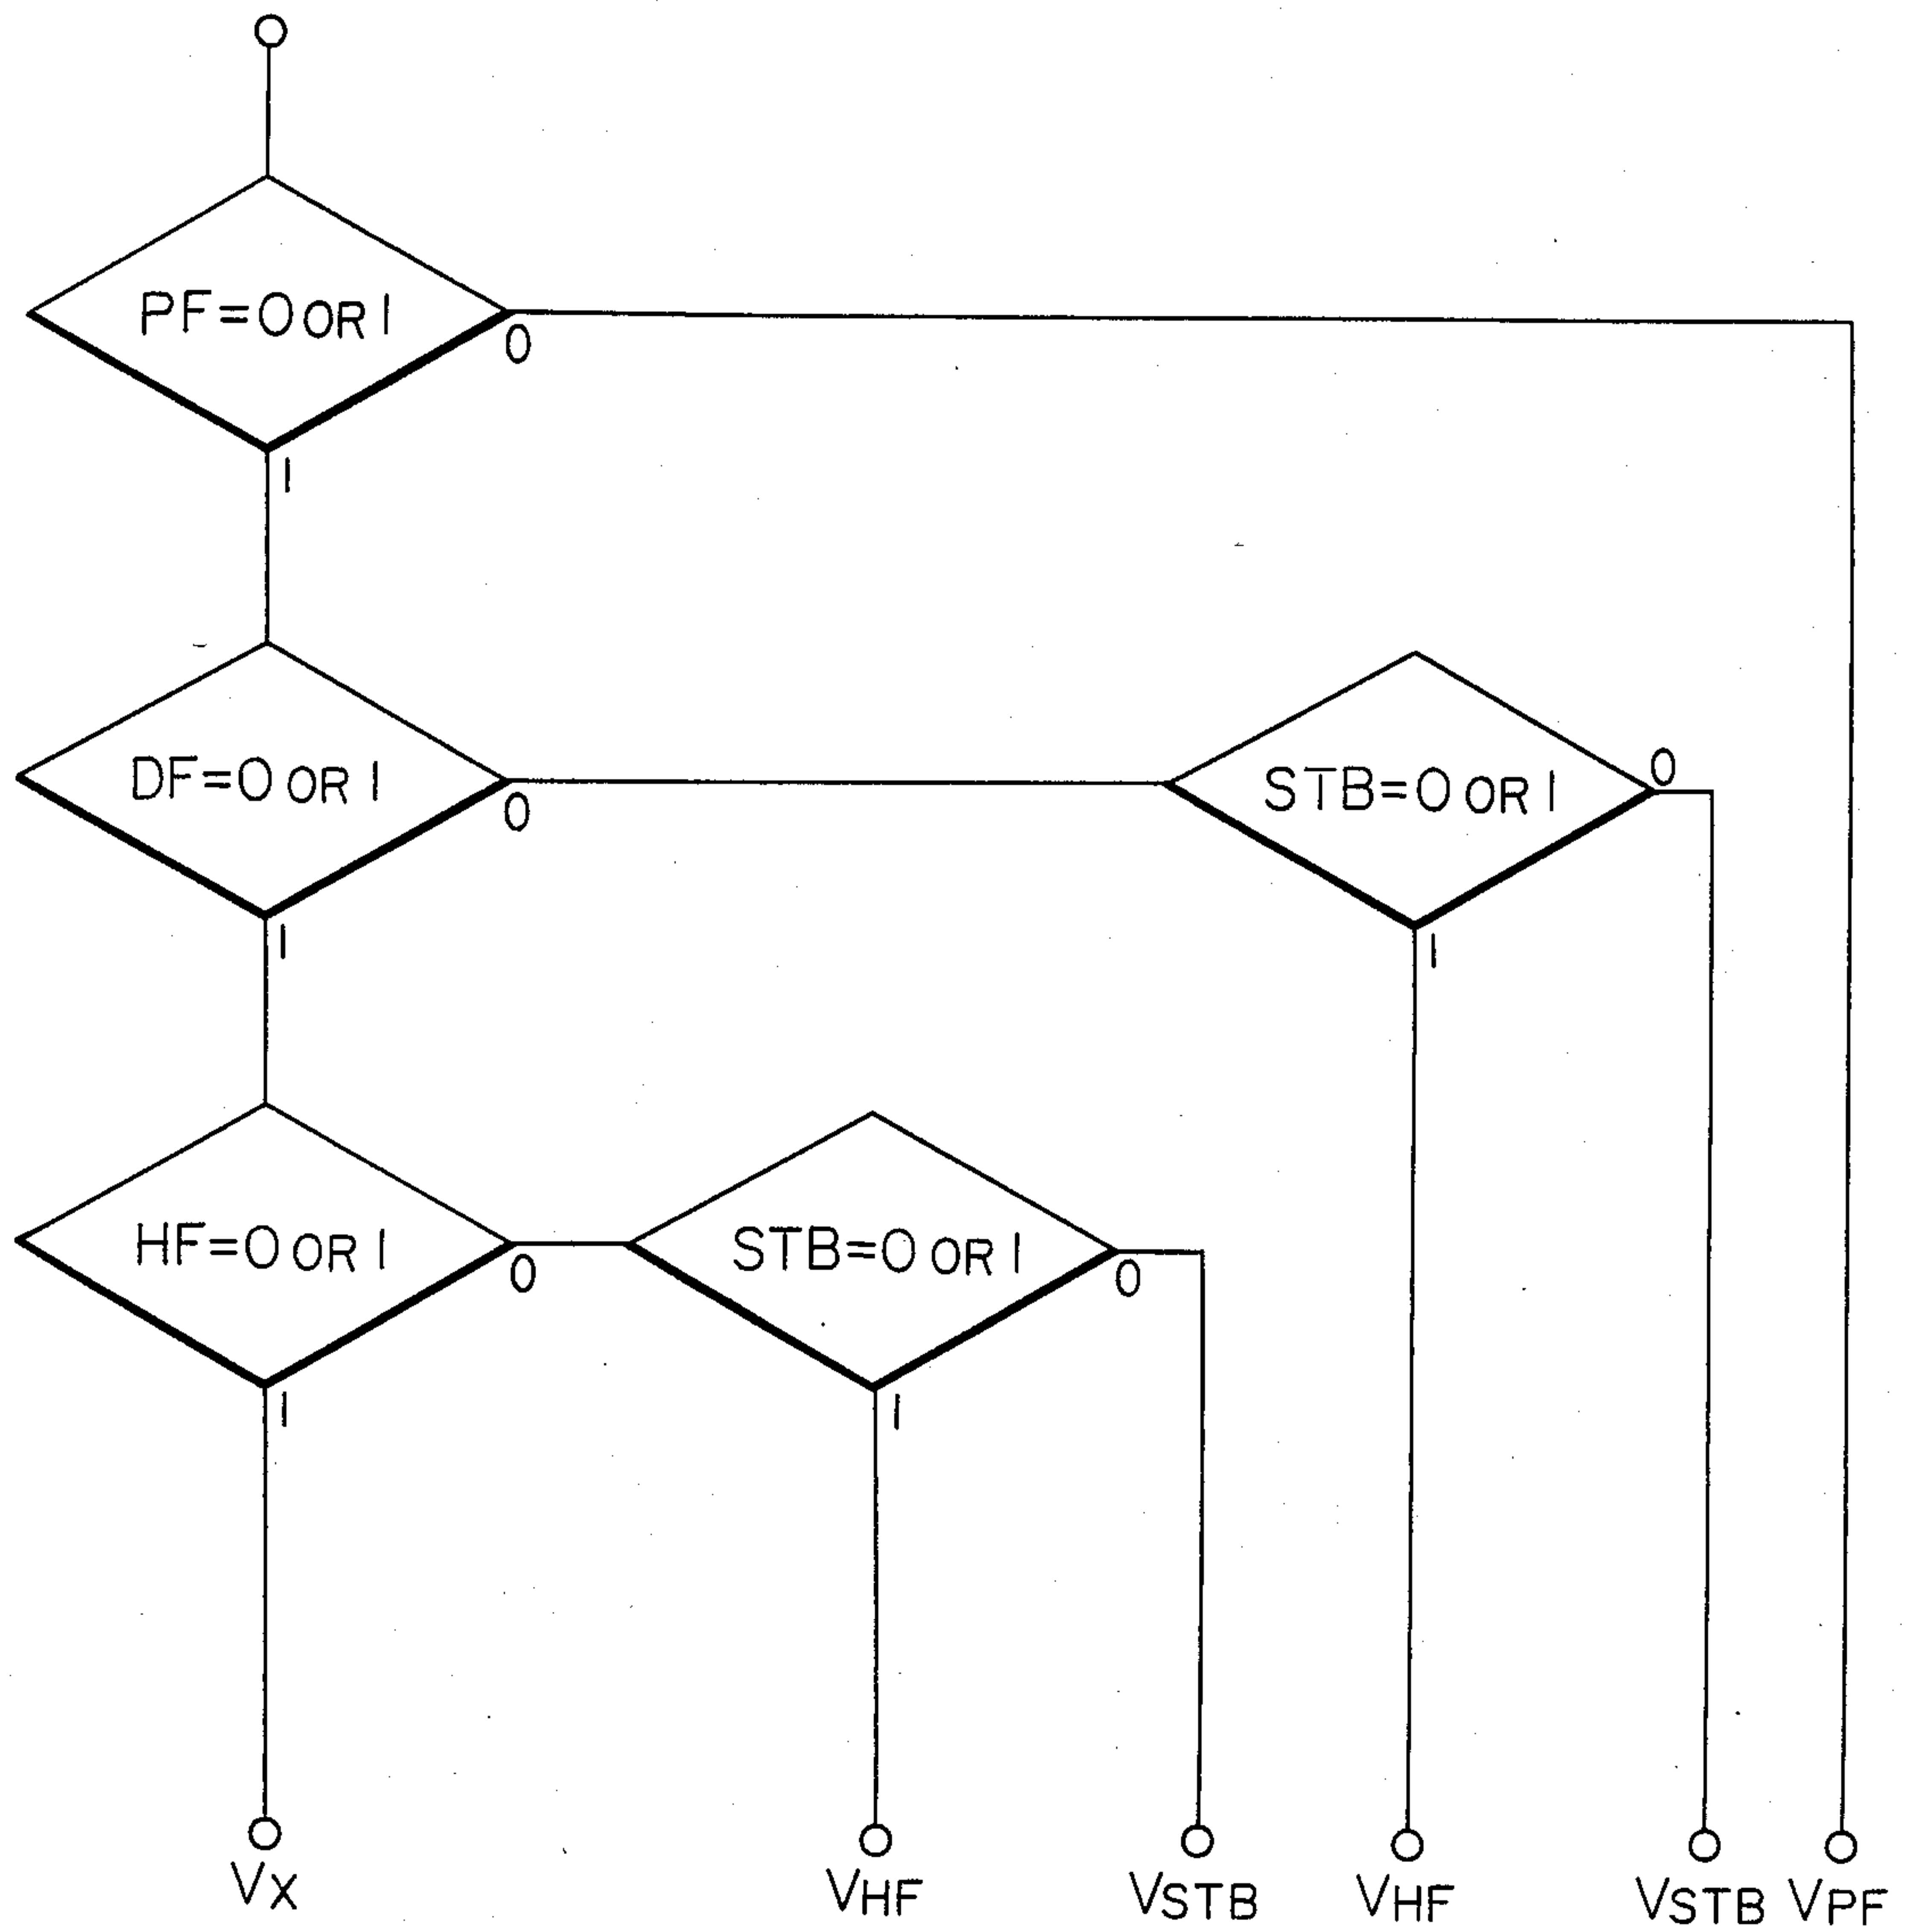 PF=0 OR 1
0
1
DF=0 OR 1
0
STB=0 OR 1
0
1
1
HF=0 OR 1
0
STB=0 OR 1
0
1
1
VX
VHF
VSTB
VHF
VSTB
VPF